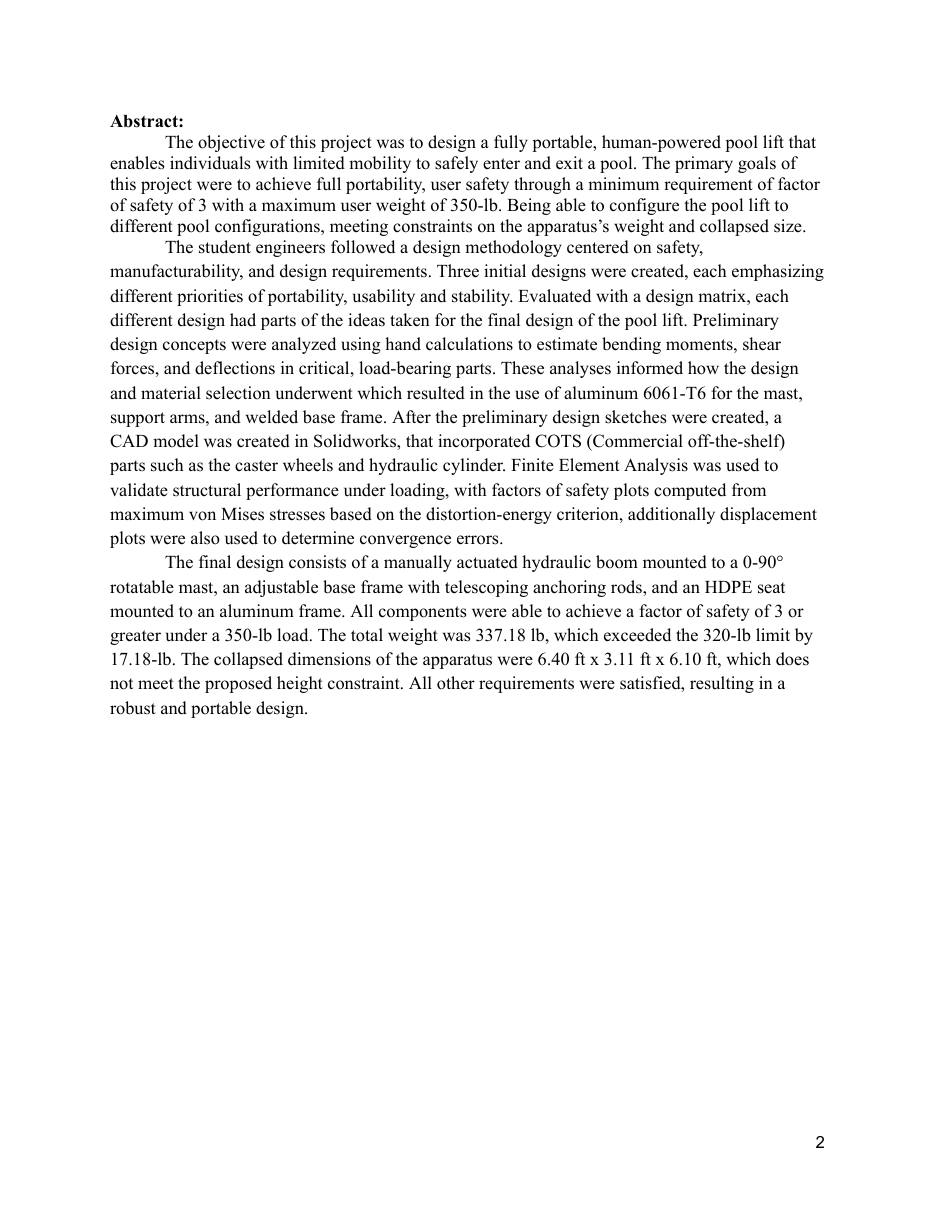 Abstract:
The objective of this project was to design a fully portable, human-powered pool lift that
enables individuals with limited mobility to safely enter and exit a pool. The primary goals of
this project were to achieve full portability, user safety through a minimum requirement of factor
of safety of 3 with a maximum user weight of 350-lb. Being able to configure the pool lift to
different pool configurations, meeting constraints on the apparatus’s weight and collapsed size.
The student engineers followed a design methodology centered on safety,
manufacturability, and design requirements. Three initial designs were created, each emphasizing
different priorities of portability, usability and stability. Evaluated with a design matrix, each
different design had parts of the ideas taken for the final design of the pool lift. Preliminary
design concepts were analyzed using hand calculations to estimate bending moments, shear
forces, and deflections in critical, load-bearing parts. These analyses informed how the design
and material selection underwent which resulted in the use of aluminum 6061-T6 for the mast,
support arms, and welded base frame. After the preliminary design sketches were created, a
CAD model was created in Solidworks, that incorporated COTS (Commercial off-the-shelf)
parts such as the caster wheels and hydraulic cylinder. Finite Element Analysis was used to
validate structural performance under loading, with factors of safety plots computed from
maximum von Mises stresses based on the distortion-energy criterion, additionally displacement
plots were also used to determine convergence errors.
The final design consists of a manually actuated hydraulic boom mounted to a 0-90°
rotatable mast, an adjustable base frame with telescoping anchoring rods, and an HDPE seat
mounted to an aluminum frame. All components were able to achieve a factor of safety of 3 or
greater under a 350-lb load. The total weight was 337.18 lb, which exceeded the 320-lb limit by
17.18-lb. The collapsed dimensions of the apparatus were 6.40 ft x 3.11 ft x 6.10 ft, which does
not meet the proposed height constraint. All other requirements were satisfied, resulting in a
robust and portable design.
2